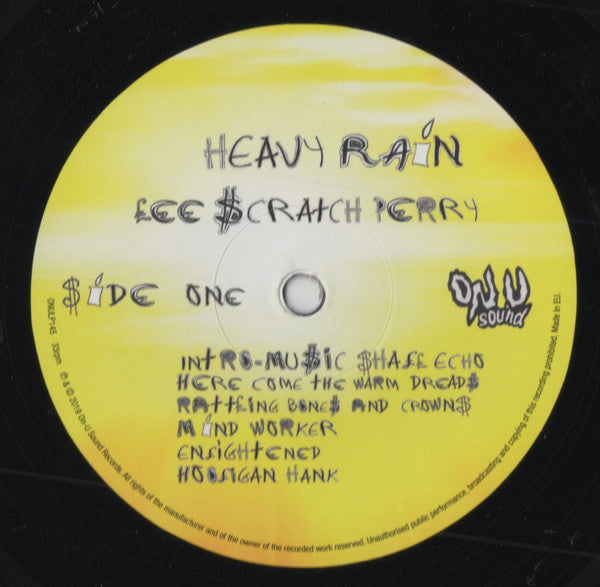 HEAVY RAiN
£EE $CRATCH PERRY
$iDE ONE
ON.U
sound
INTRO-MU$IC $HALL ECHO
HERE COME THE WARM DREAD$
RATTLING BONE$ AND CROWN$
MiND WORKER
ENLIGHTENED
HOOLIGAN HANK
ONULP145 33rpm ℗ & © 2019 On-U Sound Records. All rights of the manufacturer and of the owner of the recorded work reserved. Unauthorised public performance, broadcasting and copying of this recording prohibited. Made in EU.